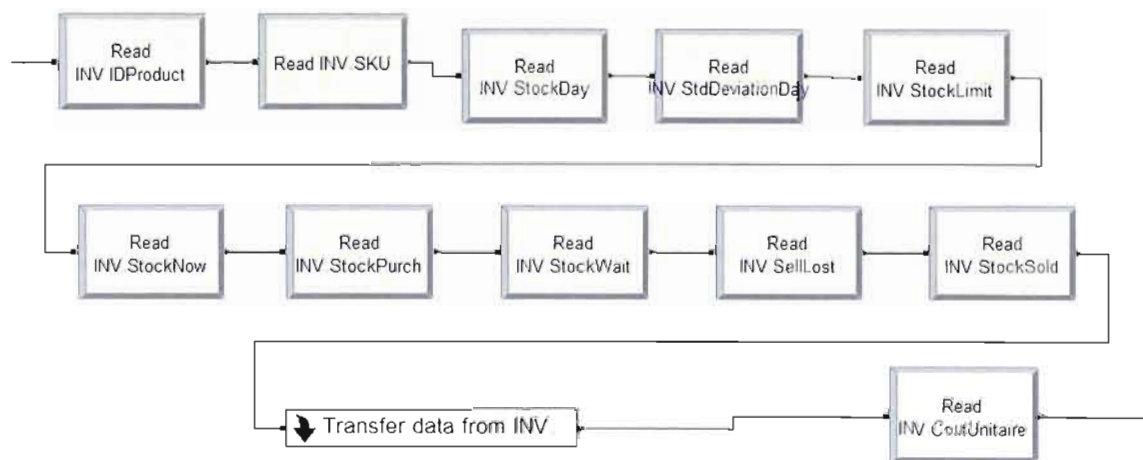 Read
INV IDProduct
Read INV SKU
Read
INV StockDay
Read
INV StdDeviationDay
Read
INV StockLimit
Read
INV StockNow
Read
INV StockPurch
Read
INV StockWait
Read
INV SellLost
Read
INV StockSold
Transfer data from INV
Read
INV CoutUnitaire